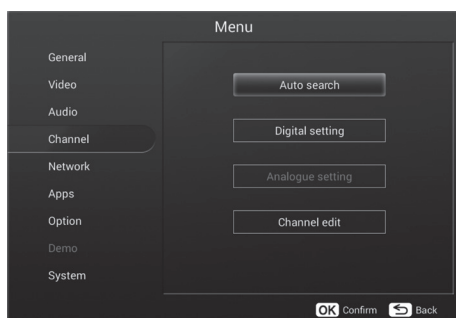 Menu
General
Video
Audio
Channel
Network
Apps
Option
Demo
System
Auto search
Digital setting
Analogue setting
Channel edit
OK Confirm Back